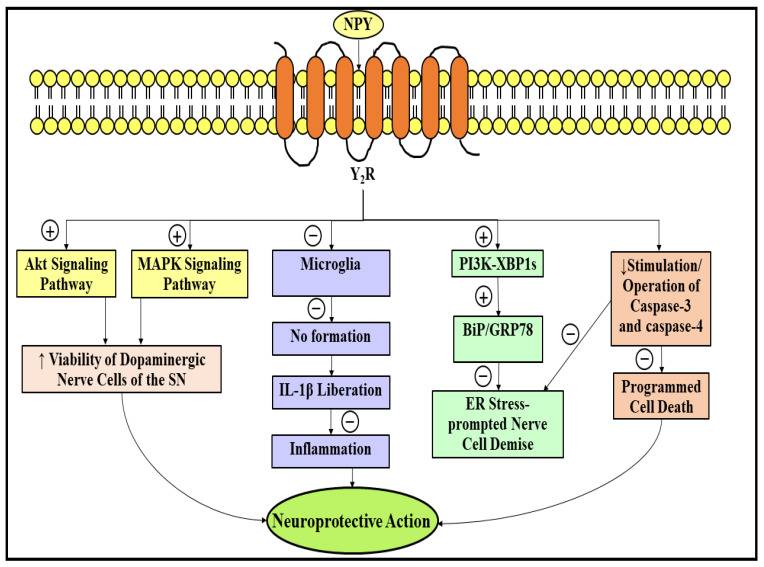 NPY
Y₂R
+
+
−
+
Akt Signaling
Pathway
MAPK Signaling
Pathway
Microglia
PI3K-XBP1s
↓Stimulation/
Operation of
Caspase-3
and caspase-4
−
+
−
No formation
BiP/GRP78
↑ Viability of Dopaminergic
Nerve Cells of the SN
IL-1β Liberation
−
−
Programmed
Cell Death
−
ER Stress-
prompted Nerve
Cell Demise
Inflammation
Neuroprotective Action